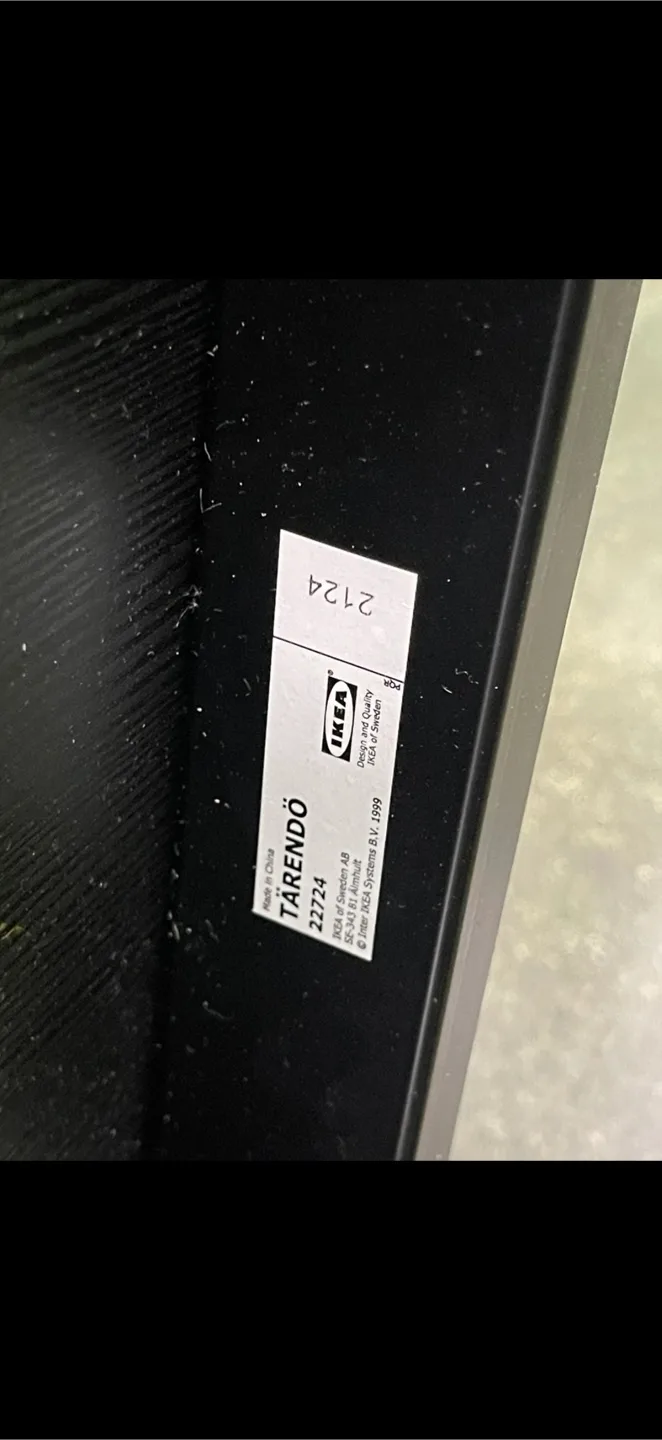 Made in China
TÄRENDÖ
22724
IKEA of Sweden AB
SE-343 81 Älmhult
© Inter IKEA Systems B.V. 1999
IKEA®
Design and Quality
IKEA of Sweden
PQR
2124